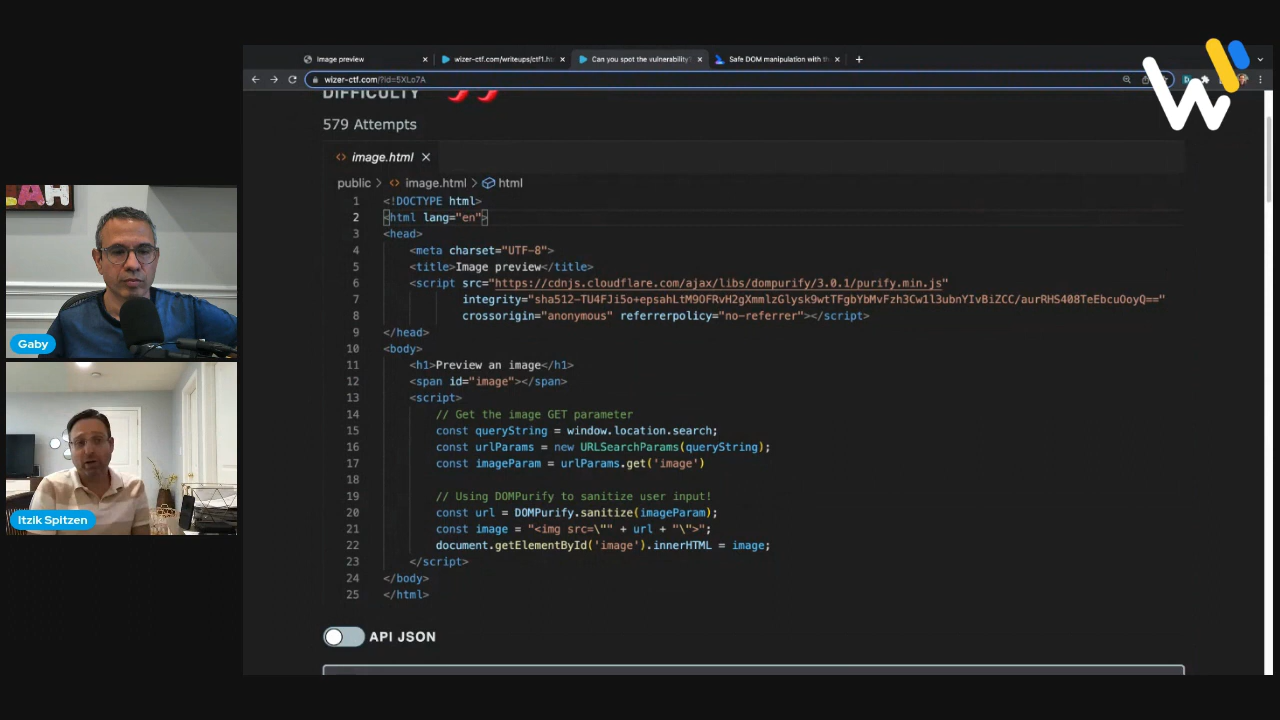 Image preview
wizer-ctf.com/writeups/ctf1.h
Can you spot the vulnerability?
Safe DOM manipulation with th
wizer-ctf.com/?id=5XLo7A
W
DIFFICULTY
579 Attempts
image.html
public > image.html > html
1 <!DOCTYPE html>
2 <html lang="en">
3 <head>
4 <meta charset="UTF-8">
5 <title>Image preview</title>
6 <script src="https://cdnjs.cloudflare.com/ajax/libs/dompurify/3.0.1/purify.min.js"
7 integrity="sha512-TU4FJi5o+epsahLtM9OFRvH2gXmmlzGlysk9wtTFgbYbMvFzh3Cw1l3ubnYIvBiZCC/aurRHS408TeEbcuOoyQ=="
8 crossorigin="anonymous" referrerpolicy="no-referrer"></script>
9 </head>
10 <body>
11 <h1>Preview an image</h1>
12 <span id="image"></span>
13 <script>
14 // Get the image GET parameter
15 const queryString = window.location.search;
16 const urlParams = new URLSearchParams(queryString);
17 const imageParam = urlParams.get('image')
18
19 // Using DOMPurify to sanitize user input!
20 const url = DOMPurify.sanitize(imageParam);
21 const image = "<img src=\"" + url + "\">";
22 document.getElementById('image').innerHTML = image;
23 </script>
24 </body>
25 </html>
API JSON
LAH
Gaby
Itzik Spitzen